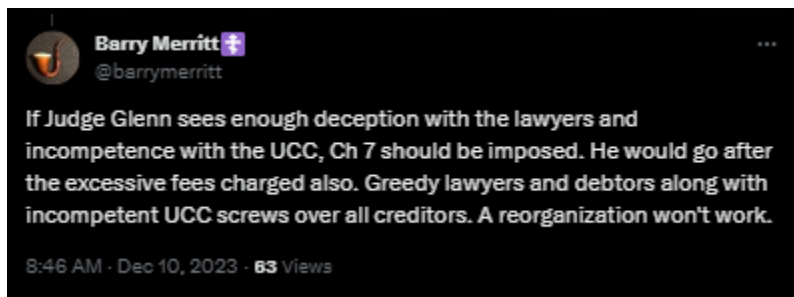 Barry Merritt
@barrymerritt
If Judge Glenn sees enough deception with the lawyers and
incompetence with the UCC, Ch 7 should be imposed. He would go after
the excessive fees charged also. Greedy lawyers and debtors along with
incompetent UCC screws over all creditors. A reorganization won't work.
8:46 AM · Dec 10, 2023 · 63 Views